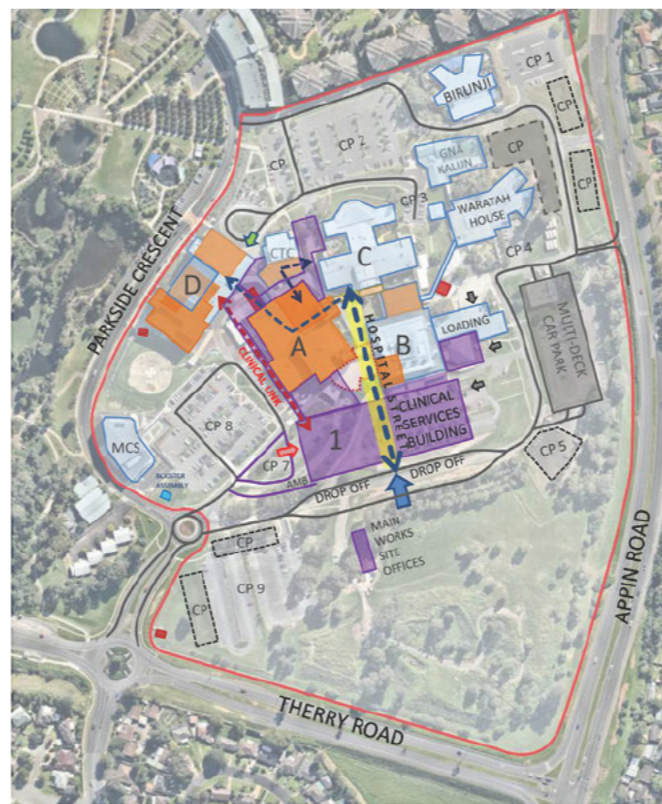 CP 1
BIRUNJI
CP
CP 2
CP
GNA
KALUN
CP
CP
CP 3
WARATAH
HOUSE
C
CTC
CP 4
PARKSIDE CRESCENT
D
MULTI-DECK
CAR PARK
LOADING
A
HOSPITAL STREET
B
CLINICAL LINK
CLINICAL
SERVICES
BUILDING
CP 8
1
MCS
CP 7
CP 5
BOOSTER
ASSEMBLY
AMB
DROP OFF
DROP OFF
MAIN
WORKS
SITE
OFFICES
CP
CP 9
CP
APPIN ROAD
THERRY ROAD